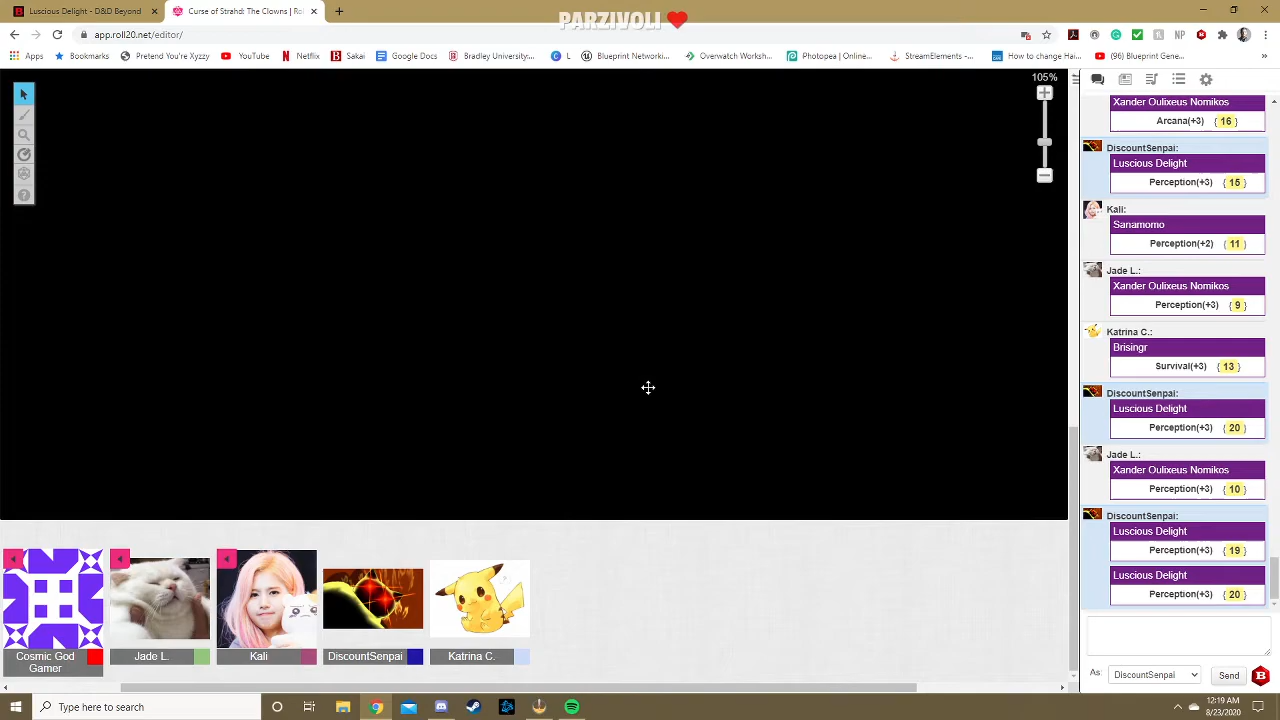 Luscious Delight - D&D Beyond
Curse of Strahd: The Clowns | Rol
PARZIVOLI
app.roll20.net/editor/
Apps
Bookmarks
Pretend You're Xyzzy
YouTube
Netflix
Sakai
Google Docs
Bradley University:...
L
Blueprint Networki...
Overwatch Worksh...
Photopea | Online...
StreamElements -...
How to change Hai...
(96) Blueprint Gene...
105%
Xander Oulixeus Nomikos
Arcana(+3) { 16 }
DiscountSenpai:
Luscious Delight
Perception(+3) { 15 }
Kali:
Sanamomo
Perception(+2) { 11 }
Jade L.:
Xander Oulixeus Nomikos
Perception(+3) { 9 }
Katrina C.:
Brisingr
Survival(+3) { 13 }
DiscountSenpai:
Luscious Delight
Perception(+3) { 20 }
Jade L.:
Xander Oulixeus Nomikos
Perception(+3) { 10 }
DiscountSenpai:
Luscious Delight
Perception(+3) { 19 }
Luscious Delight
Perception(+3) { 20 }
Cosmic God
Gamer
Jade L.
Kali
DiscountSenpai
Katrina C.
As:
DiscountSenpai
Send
Type here to search
12:19 AM
8/23/2020